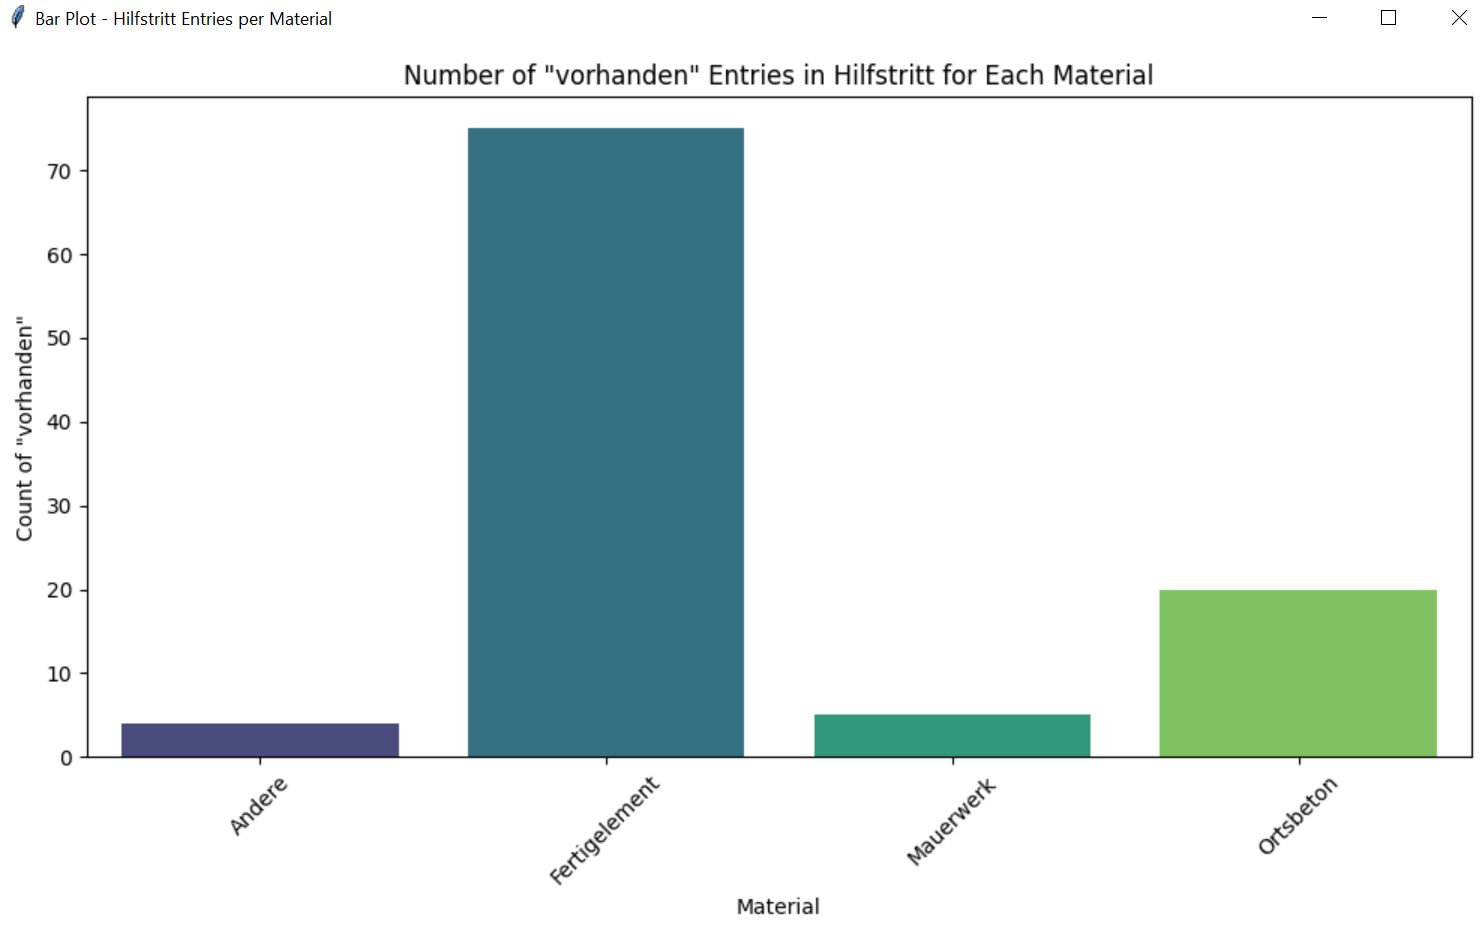 Bar Plot - Hilfstritt Entries per Material
Number of "vorhanden" Entries in Hilfstritt for Each Material
Count of "vorhanden"
70
60
50
40
30
20
10
0
Andere
Fertigelement
Mauerwerk
Ortsbeton
Material